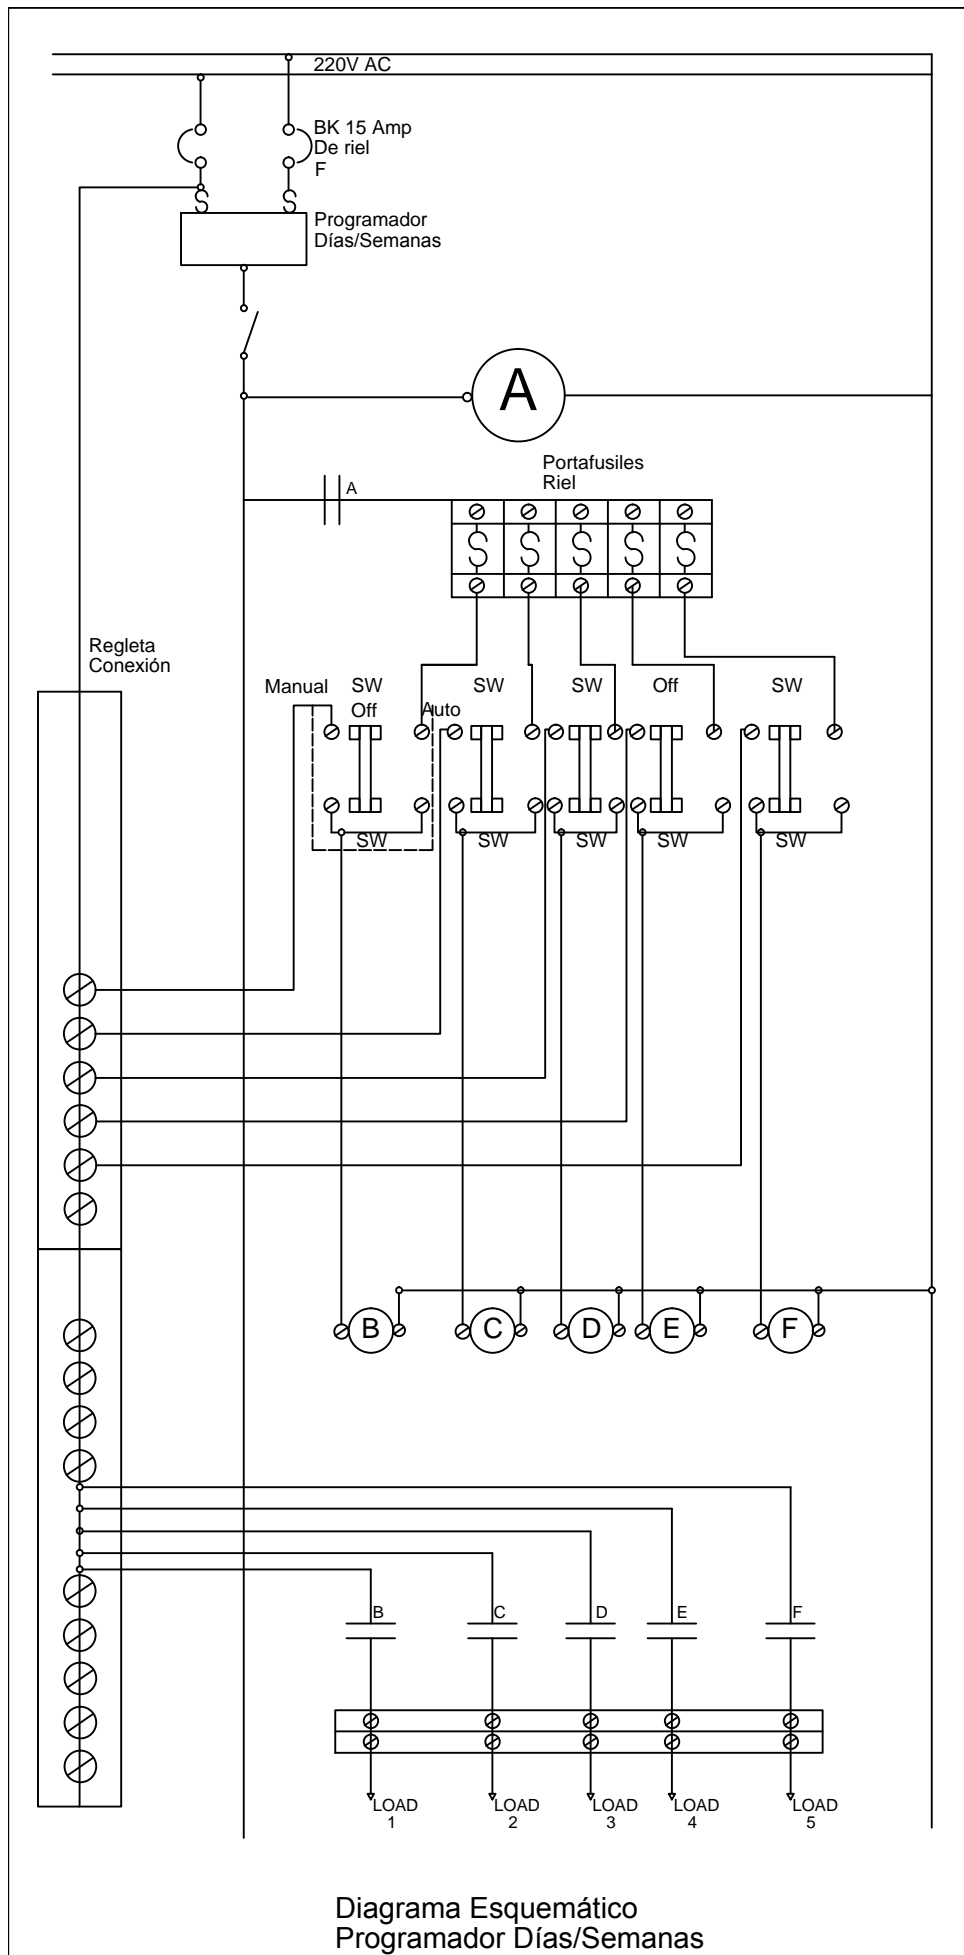 220V AC
BK 15 Amp
De riel
F
Programador
Días/Semanas
A
Portafusiles
Riel
A
Regleta
Conexión
Manual
SW
Off
Auto
SW
SW
Off
SW
SW
SW
SW
SW
SW
B
C
D
E
F
B
C
D
E
F
LOAD
1
LOAD
2
LOAD
3
LOAD
4
LOAD
5
Diagrama Esquemático
Programador Días/Semanas